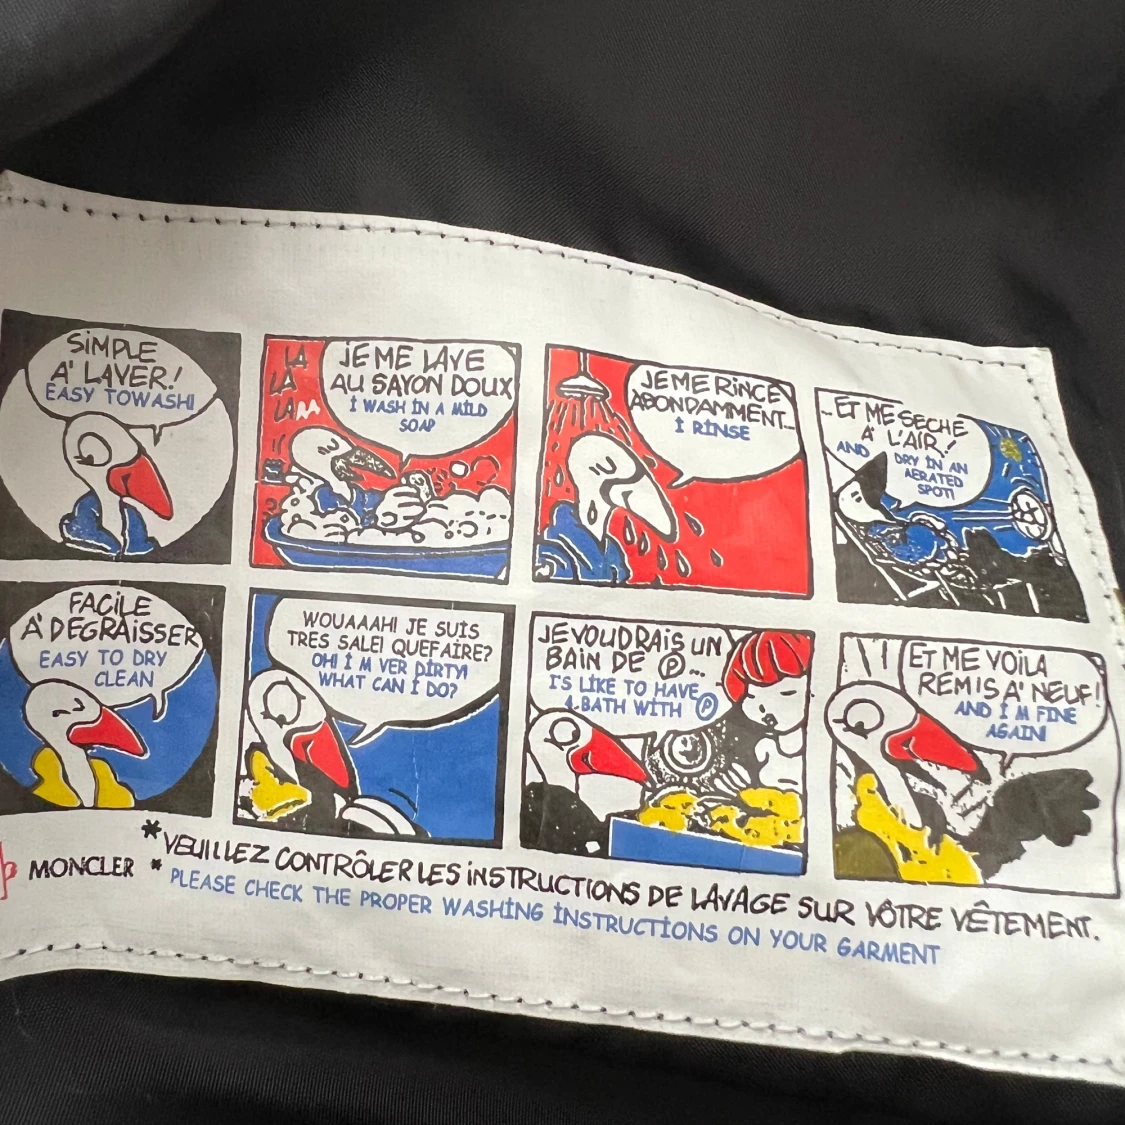 SIMPLE
A' LAVER!
EASY TOWASH!
LA
LA
LAAA
JE ME LAVE
AU SAVON DOUX
I WASH IN A MILD
SOAP
JE ME RINCE
ABONDAMMENT...
I RINSE
...ET ME SECHE
A' L'AIR!
AND DRY IN AN
AERATED
SPOT!
FACILE
A' DEGRAISSER
EASY TO DRY
CLEAN
WOUAAAH! JE SUIS
TRES SALE! QUEFAIRE?
OH! I M VER DIRTY!
WHAT CAN I DO?
JE VOUDRAIS UN
BAIN DE P...
I'S LIKE TO HAVE
A-BATH WITH P
ET ME VOILA
REMIS A' NEUF!
AND I M FINE
AGAIN!
MONCLER
*VEUILLEZ CONTRÔLER LES INSTRUCTIONS DE LAVAGE SUR VÔTRE VÊTEMENT.
* PLEASE CHECK THE PROPER WASHING INSTRUCTIONS ON YOUR GARMENT